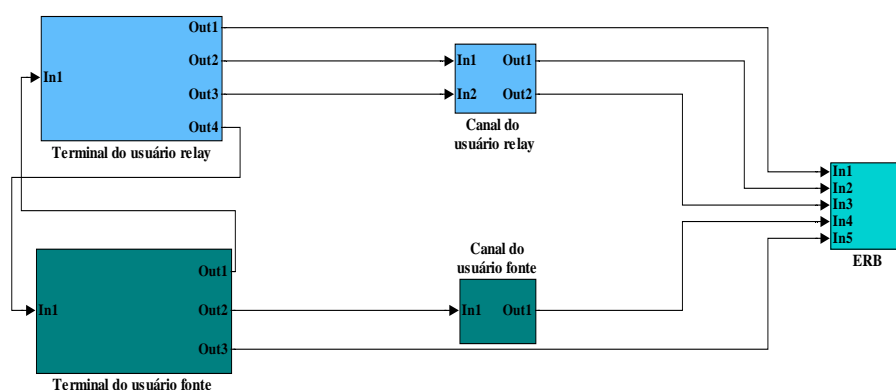 In1
Out1
Out2
Out3
Out4
Terminal do usuário relay
In1 Out1
In2 Out2
Canal do
usuário relay
In1
In2
In3
In4
In5
ERB
In1
Out1
Out2
Out3
Terminal do usuário fonte
Canal do
usuário fonte
In1 Out1